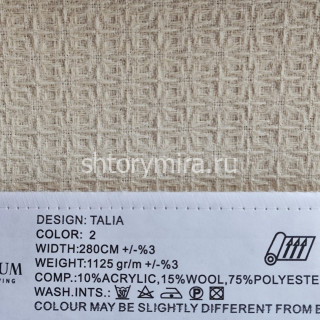 shtorymira.ru
DESIGN: TALIA
COLOR: 2
WIDTH:280CM +/-%3
WEIGHT:1125 gr/m +/-%3
COMP.:10%ACRYLIC,15%WOOL,75%POLYESTE
WASH.INTS.:
COLOUR MAY BE SLIGHTLY DIFFERENT FROM
UM
PING